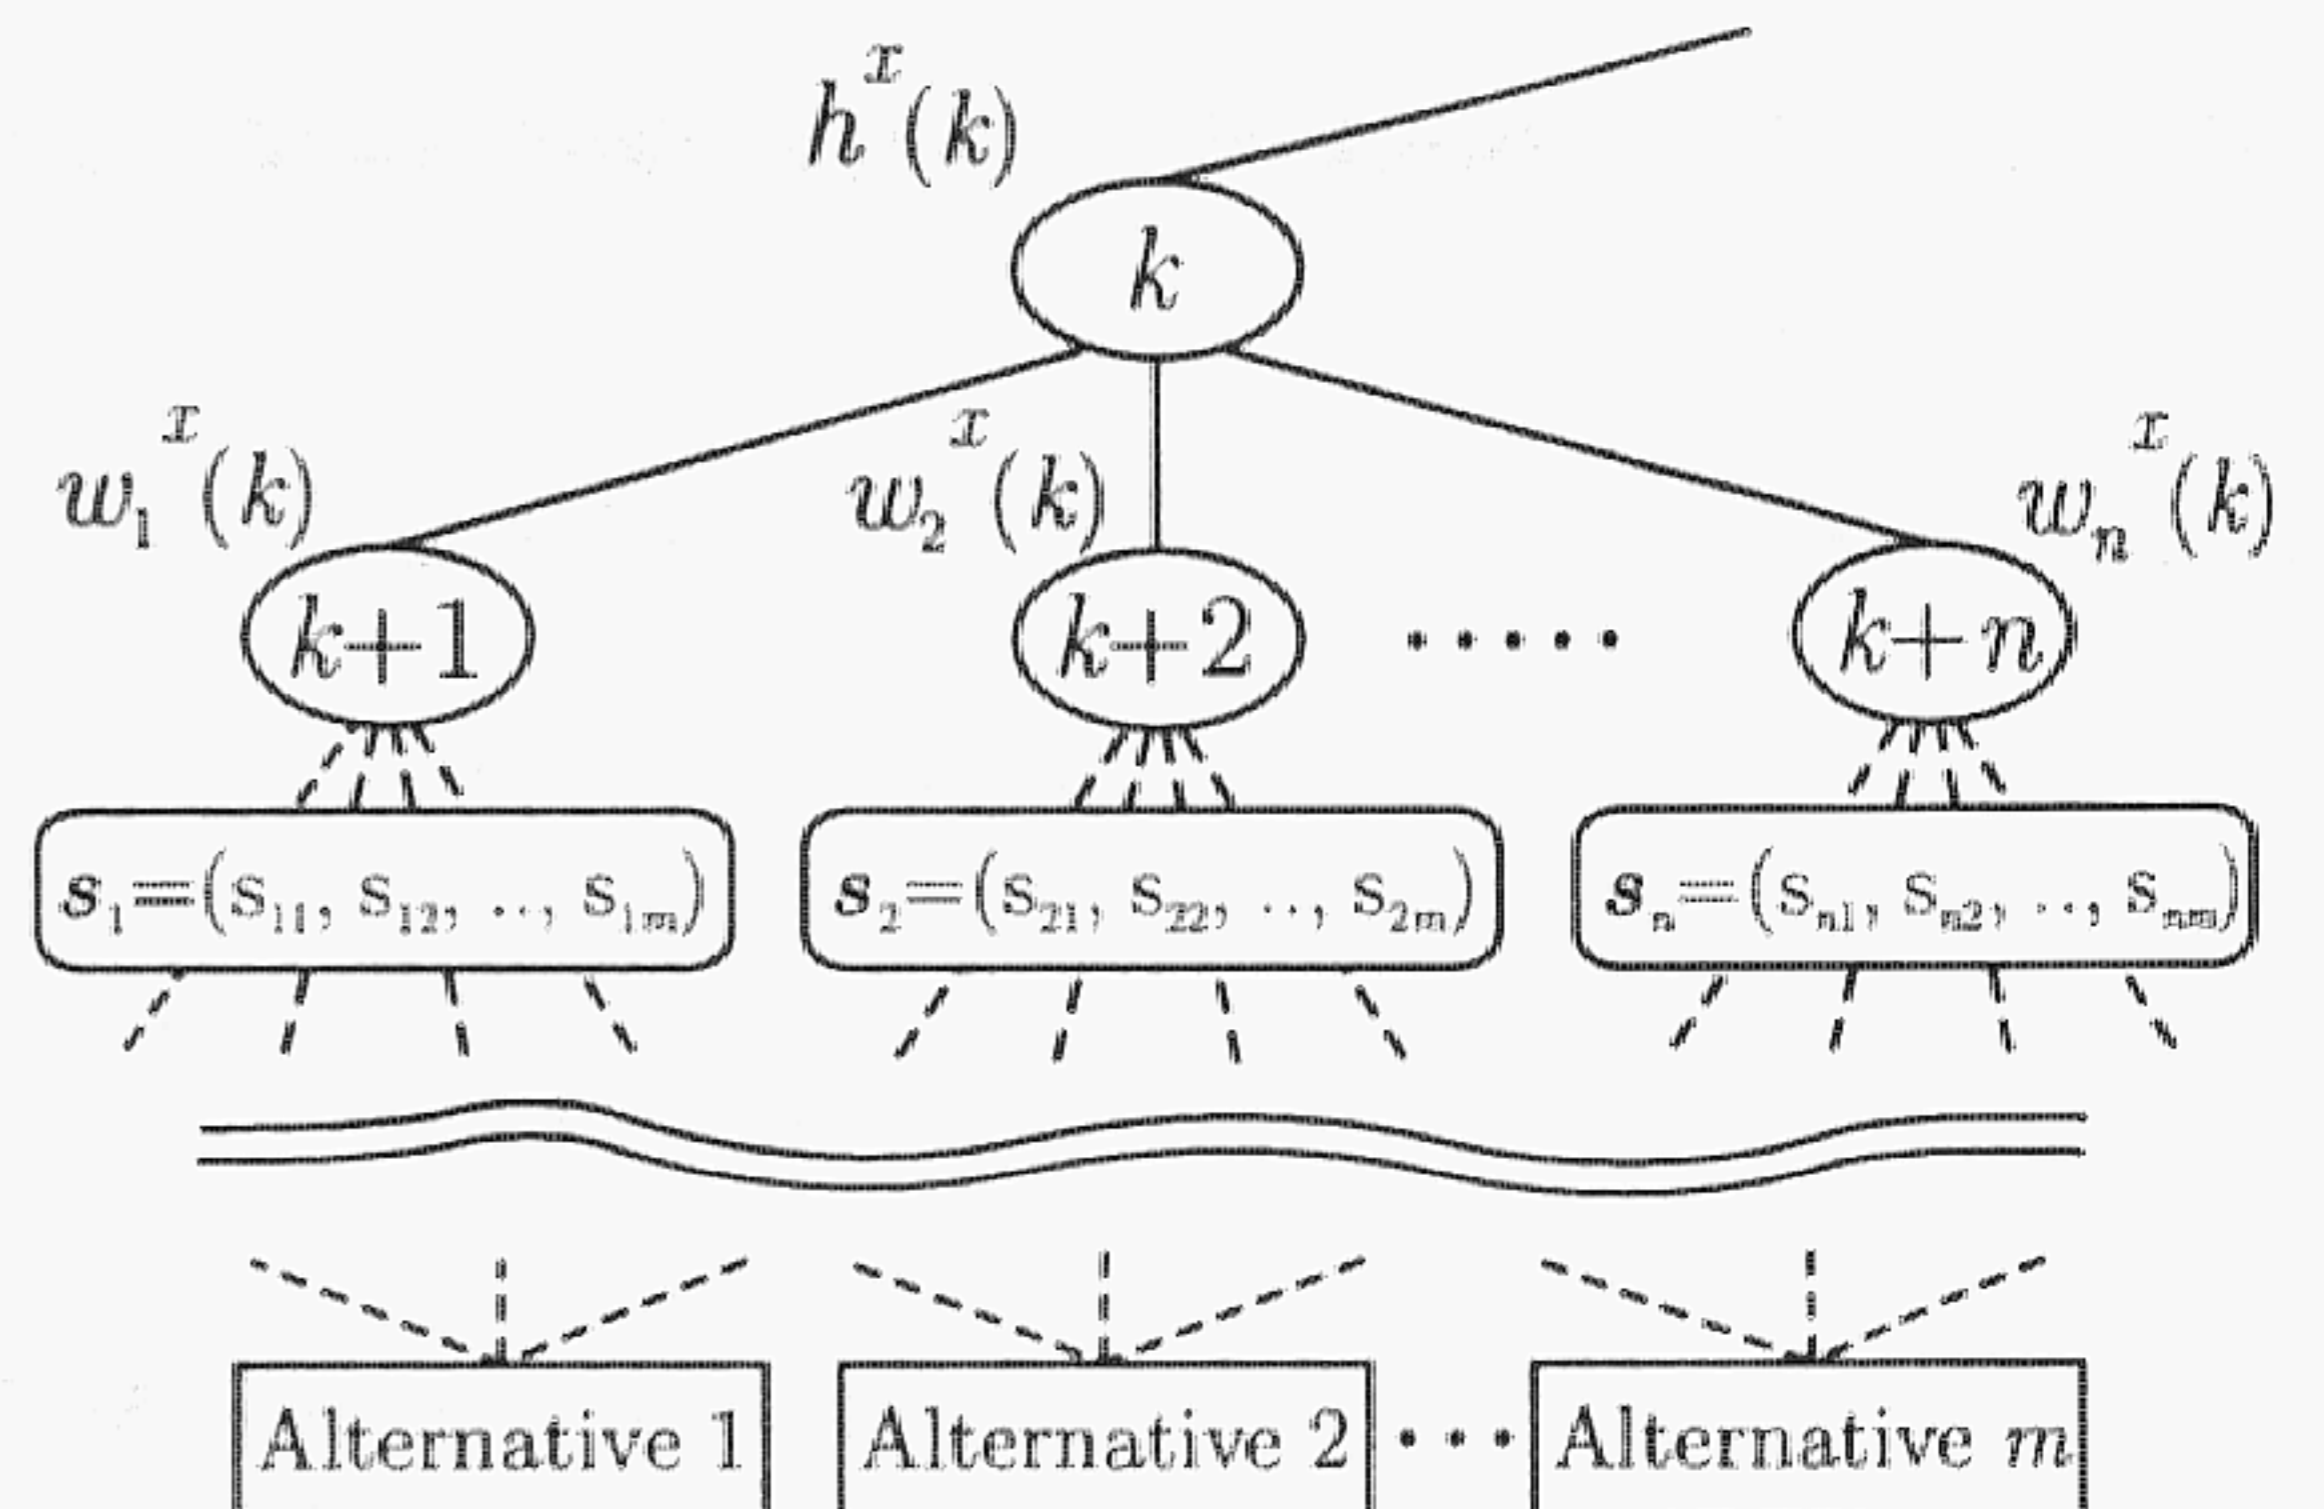 h^x(k)
k
w_1^x(k) w_2^x(k) w_n^x(k)
k+1 k+2 ····· k+n
s_1=(s_11, s_12, .., s_1m) s_2=(s_21, s_22, .., s_2m) s_n=(s_n1, s_n2, .., s_nm)
Alternative 1 Alternative 2 ··· Alternative m